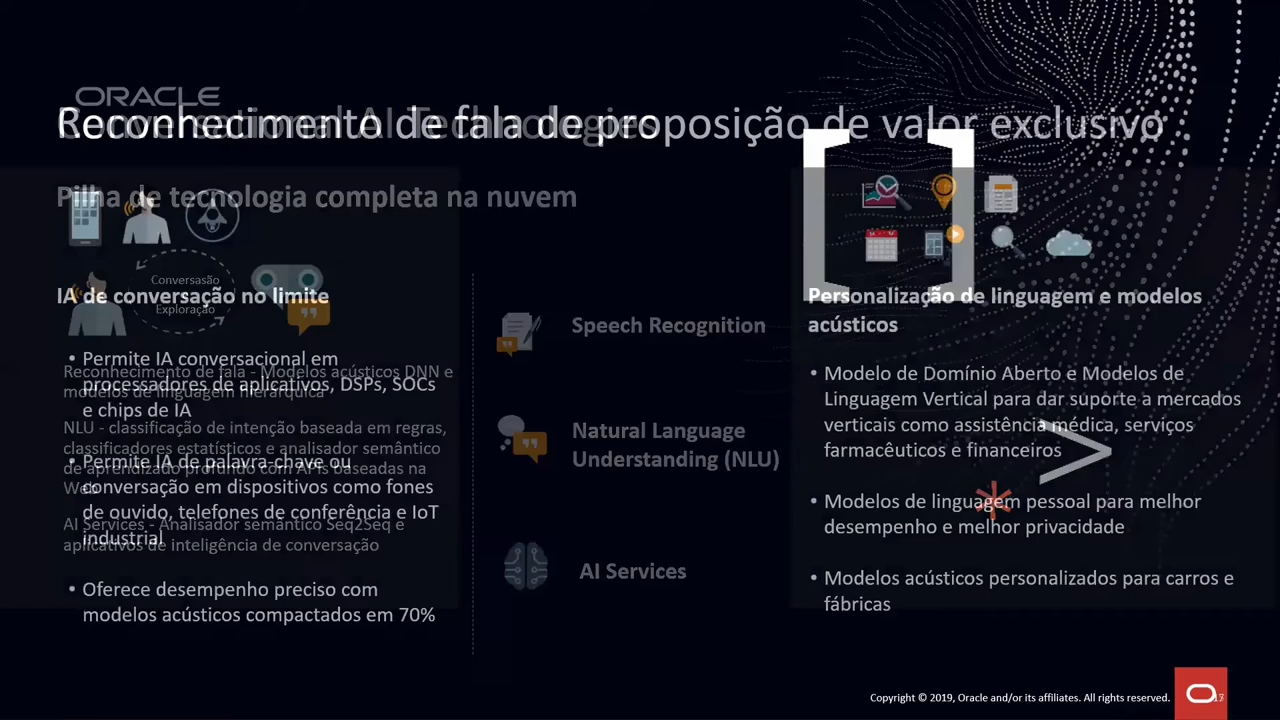 ORACLE
Conversational AI Technologies
Reconhecimento de fala de proposição de valor exclusivo
Pilha de tecnologia completa na nuvem
Conversasão
Exploração
IA de conversação no limite
• Permite IA conversacional em
processadores de aplicativos, DSPs, SOCs
e chips de IA
• Permite IA de palavra-chave ou
conversação em dispositivos como fones
de ouvido, telefones de conferência e IoT
industrial
• Oferece desempenho preciso com
modelos acústicos compactados em 70%
Reconhecimento de fala - Modelos acústicos DNN e
modelos de linguagem hierárquica
NLU - classificação de intenção baseada em regras,
classificadores estatísticos e analisador semântico
de aprendizado profundo com APIs baseadas na
Web
AI Services - Analisador semântico Seq2Seq e
aplicativos de inteligência de conversação
Speech Recognition
Natural Language
Understanding (NLU)
AI Services
Personalização de linguagem e modelos
acústicos
• Modelo de Domínio Aberto e Modelos de
Linguagem Vertical para dar suporte a mercados
verticais como assistência médica, serviços
farmacêuticos e financeiros
• Modelos de linguagem pessoal para melhor
desempenho e melhor privacidade
• Modelos acústicos personalizados para carros e
fábricas
Copyright © 2019, Oracle and/or its affiliates. All rights reserved.
17